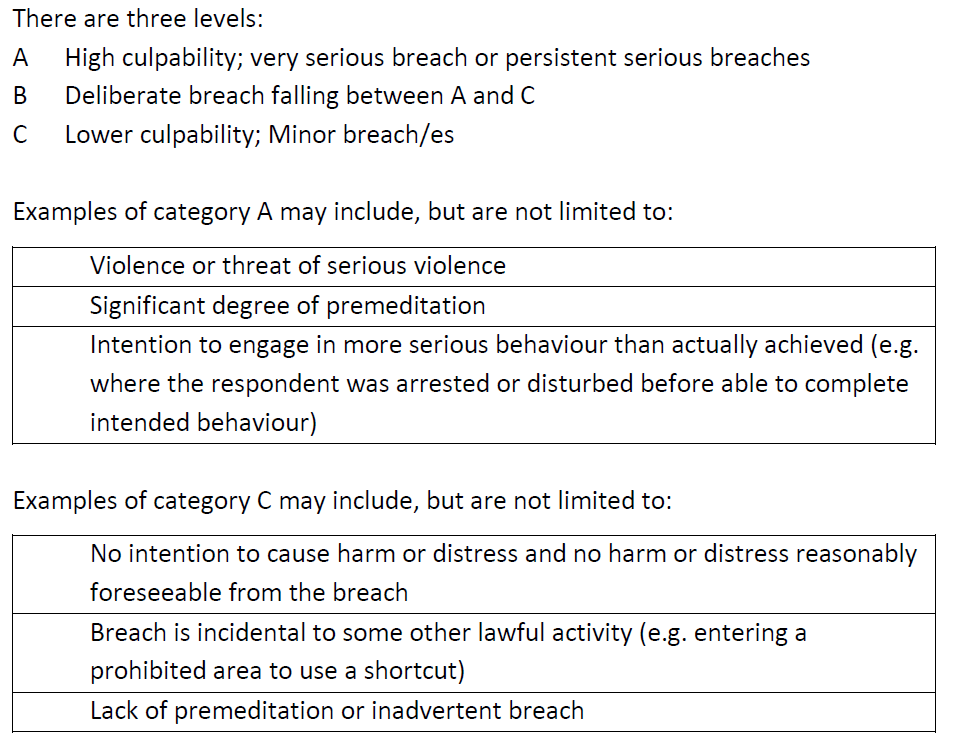 There are three levels:
A High culpability; very serious breach or persistent serious breaches
B Deliberate breach falling between A and C
C Lower culpability; Minor breach/es
Examples of category A may include, but are not limited to:
Violence or threat of serious violence
Significant degree of premeditation
Intention to engage in more serious behaviour than actually achieved (e.g.
where the respondent was arrested or disturbed before able to complete
intended behaviour)
Examples of category C may include, but are not limited to:
No intention to cause harm or distress and no harm or distress reasonably
foreseeable from the breach
Breach is incidental to some other lawful activity (e.g. entering a
prohibited area to use a shortcut)
Lack of premeditation or inadvertent breach